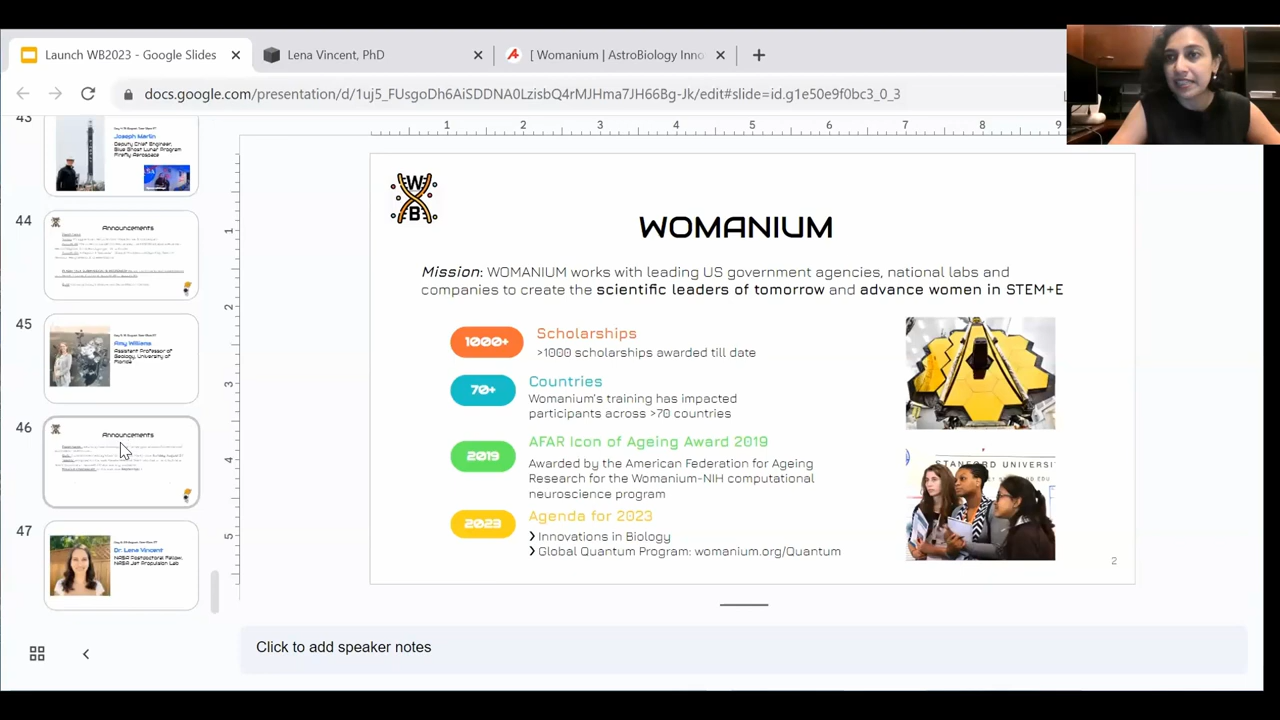 Launch WB2023 - Google Slides
Lena Vincent, PhD
[ Womanium | AstroBiology Inno
docs.google.com/presentation/d/1uj5_FUsgoDh6AiSDDNA0LzisbQ4rMJHma7JH66Bg-Jk/edit#slide=id.g1e50e9f0bc3_0_3
1 2 3 4 5 6 7 8 9
43
Joseph Marlin
Deputy Chief Engineer,
Blue Ghost Lunar Program
Firefly Aerospace
44
Announcements
45
Amy Williams
Assistant Professor of
Geology, University of
Florida
46
Announcements
47
Dr. Lena Vincent
NASA Postdoctoral Fellow,
NASA Jet Propulsion Lab
1
2
3
4
5
W
B
WOMANIUM
Mission: WOMANIUM works with leading US government agencies, national labs and
companies to create the scientific leaders of tomorrow and advance women in STEM+E
1000+
Scholarships
>1000 scholarships awarded till date
70+
Countries
Womanium's training has impacted
participants across >70 countries
2019
AFAR Icon of Ageing Award 2019
Awarded by the American Federation for Ageing
Research for the Womanium-NIH computational
neuroscience program
2023
Agenda for 2023
Innovations in Biology
Global Quantum Program: womanium.org/Quantum
STANFORD UNIVERSI
2
Click to add speaker notes